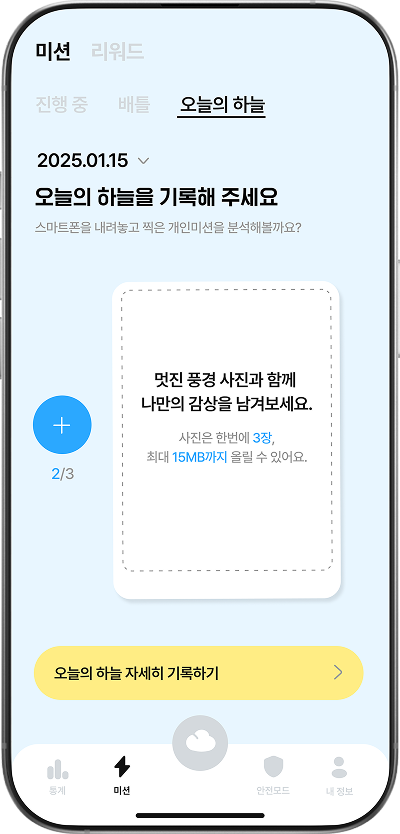 미션 리워드
진행 중 배틀 오늘의 하늘
2025.01.15
오늘의 하늘을 기록해 주세요
스마트폰을 내려놓고 찍은 개인미션을 분석해볼까요?
멋진 풍경 사진과 함께
나만의 감상을 남겨보세요.
사진은 한번에 3장,
최대 15MB까지 올릴 수 있어요.
2/3
오늘의 하늘 자세히 기록하기
통계 미션 안전모드 내 정보